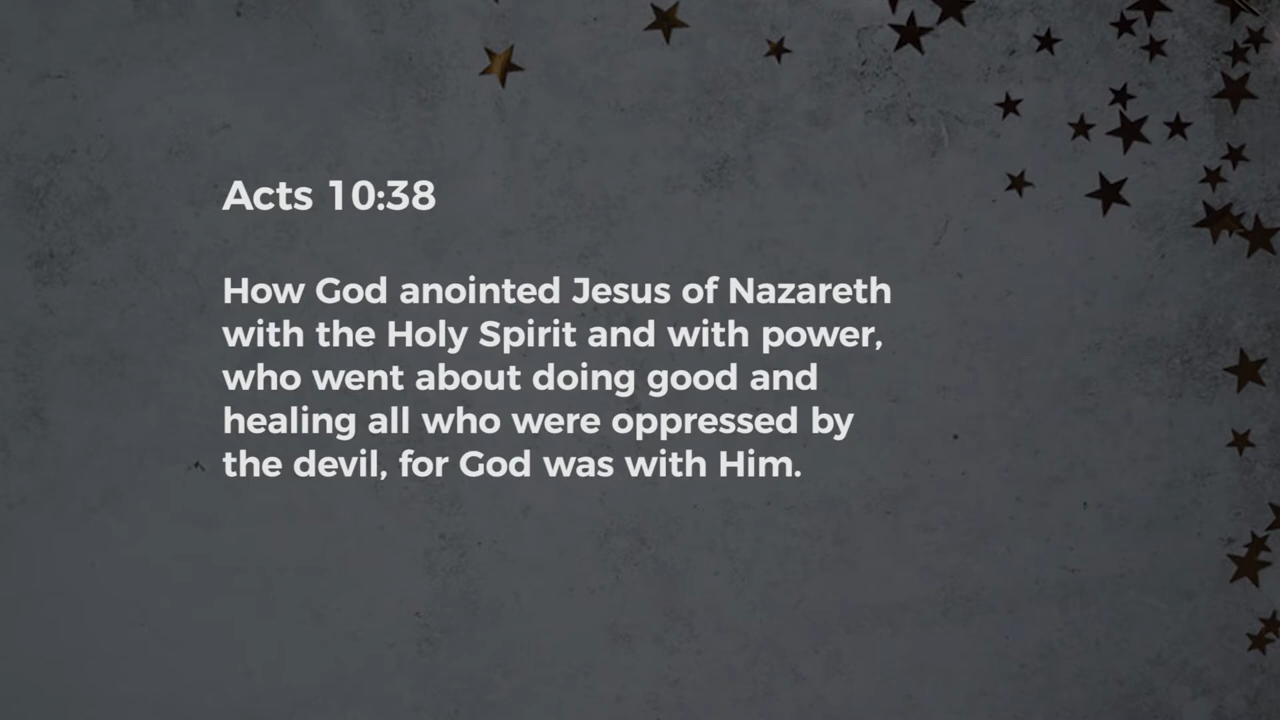 Acts 10:38
How God anointed Jesus of Nazareth
with the Holy Spirit and with power,
who went about doing good and
healing all who were oppressed by
the devil, for God was with Him.